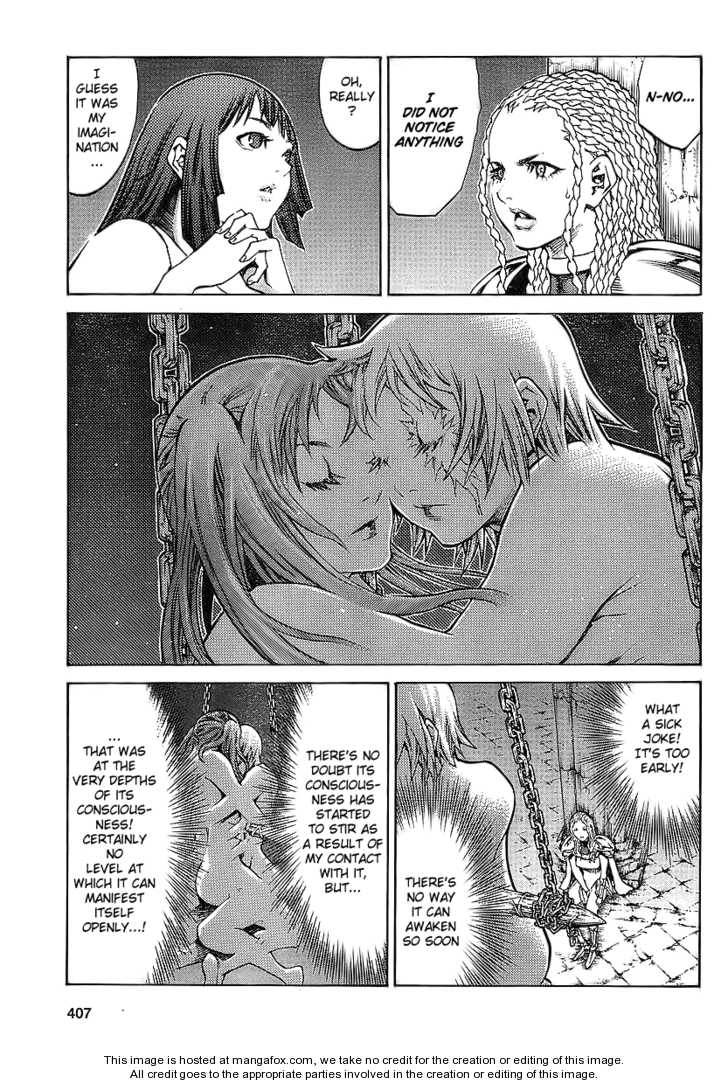 N-NO...
I
DID NOT
NOTICE
ANYTHING
OH,
REALLY
?
I
GUESS
IT WAS
MY
IMAGI-
NATION
...
WHAT
A SICK
JOKE!
IT'S TOO
EARLY!
THERE'S
NO WAY
IT CAN
AWAKEN
SO SOON
THERE'S NO
DOUBT ITS
CONSCIOUS-
NESS HAS
STARTED
TO STIR AS
A RESULT OF
MY CONTACT
WITH IT,
BUT...
...
THAT WAS
AT THE
VERY DEPTHS
OF ITS
CONSCIOUS-
NESS!
CERTAINLY
NO
LEVEL AT
WHICH IT CAN
MANIFEST
ITSELF
OPENLY...!
407
This image is hosted at mangafox.com, we take no credit for the creation or editing of this image.
All credit goes to the appropriate parties involved in the creation or editing of this image.